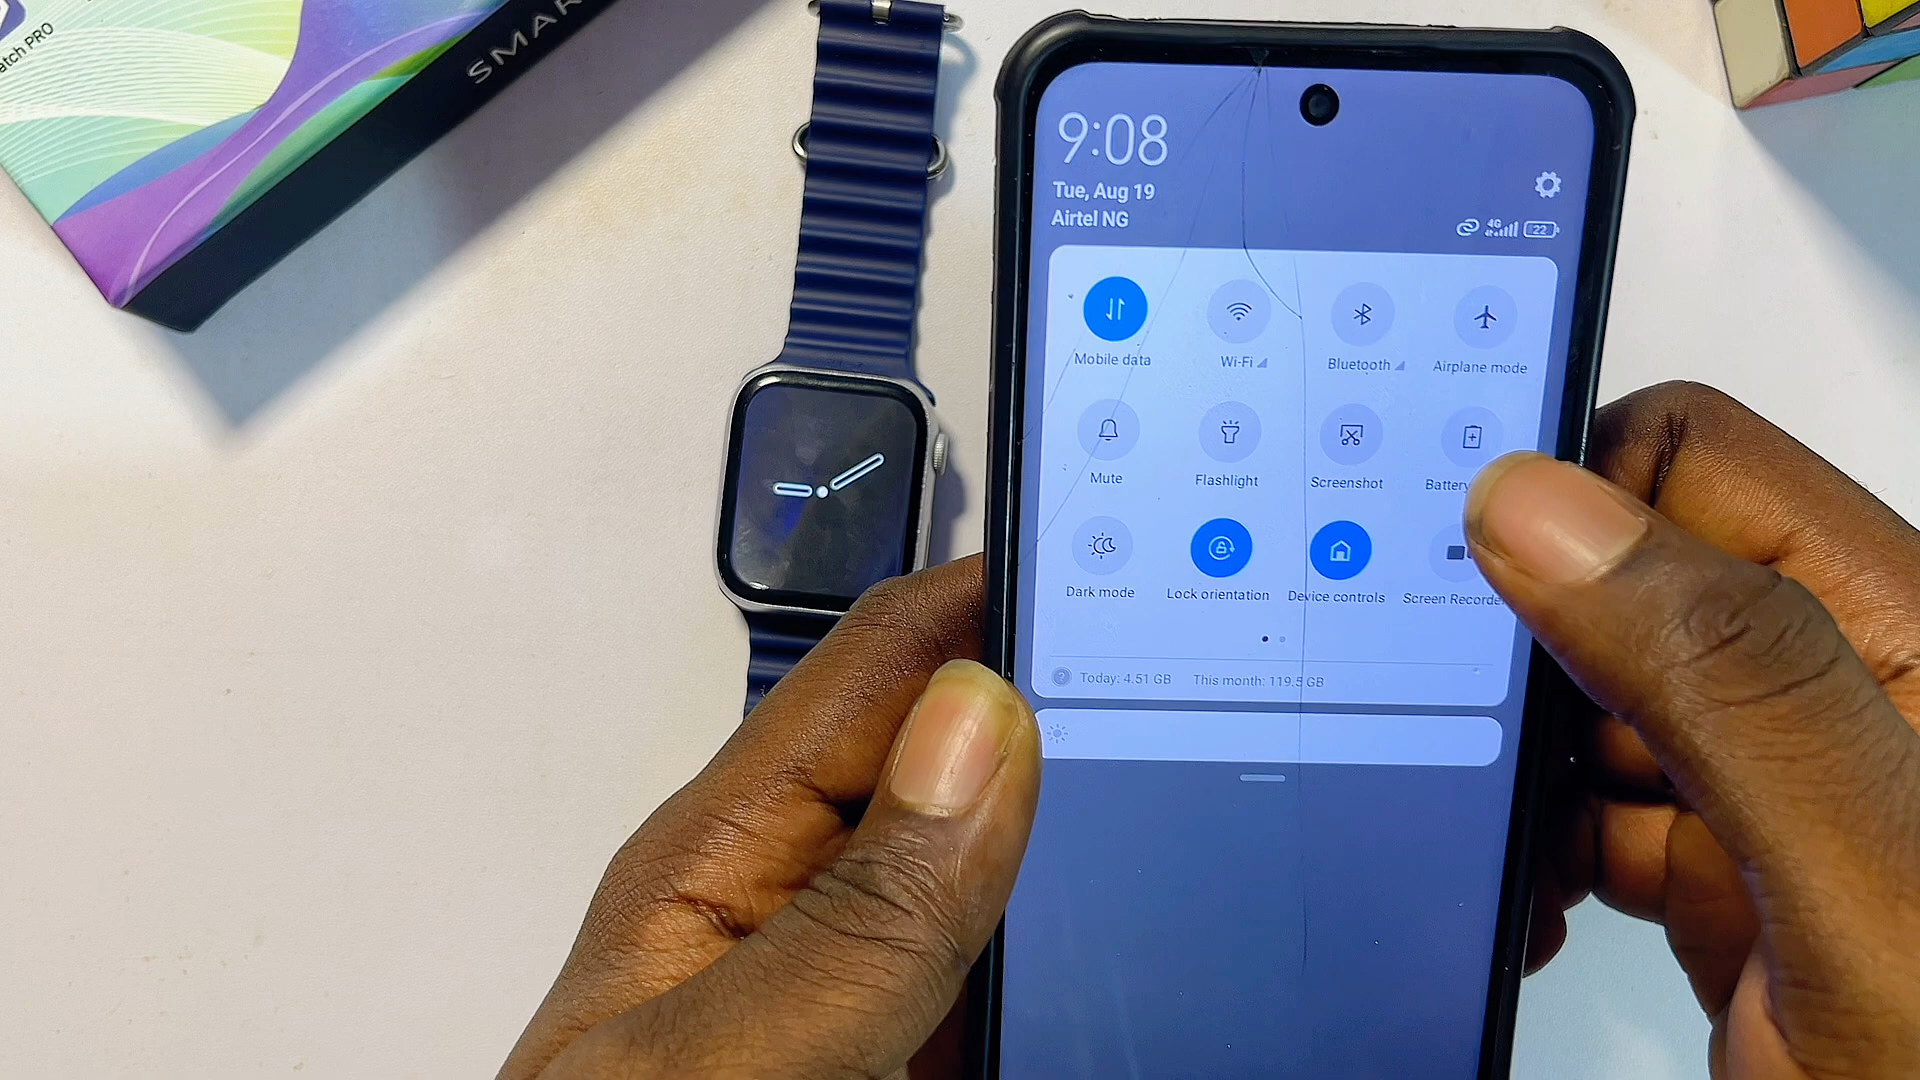 SMAR
9:08
Tue, Aug 19
Airtel NG
4G
22
Mobile data
Wi-Fi
Bluetooth
Airplane mode
Mute
Flashlight
Screenshot
Battery
Dark mode
Lock orientation
Device controls
Screen Recorder
Today: 4.51 GB This month: 119.5 GB
atch PRO